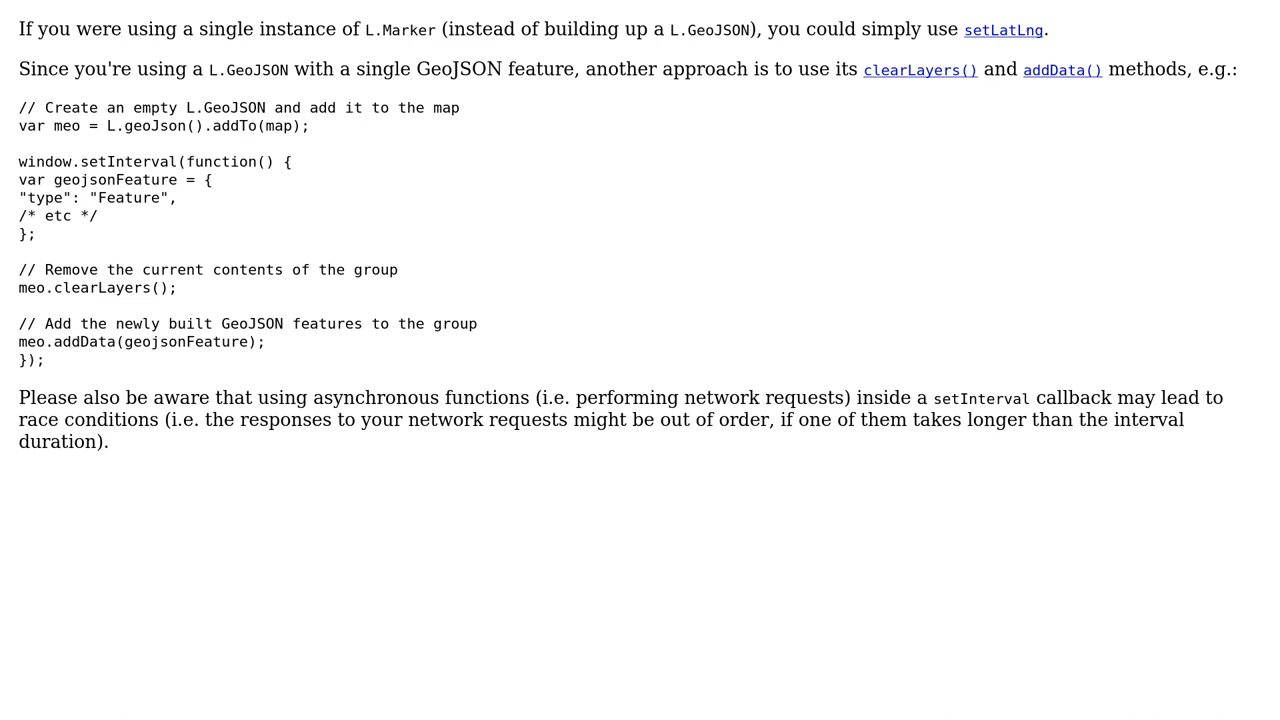 If you were using a single instance of L.Marker (instead of building up a L.GeoJSON), you could simply use setLatLng.
Since you're using a L.GeoJSON with a single GeoJSON feature, another approach is to use its clearLayers() and addData() methods, e.g.:
// Create an empty L.GeoJSON and add it to the map
var meo = L.geoJson().addTo(map);
window.setInterval(function() {
var geojsonFeature = {
"type": "Feature",
/* etc */
};
// Remove the current contents of the group
meo.clearLayers();
// Add the newly built GeoJSON features to the group
meo.addData(geojsonFeature);
});
Please also be aware that using asynchronous functions (i.e. performing network requests) inside a setInterval callback may lead to
race conditions (i.e. the responses to your network requests might be out of order, if one of them takes longer than the interval
duration).